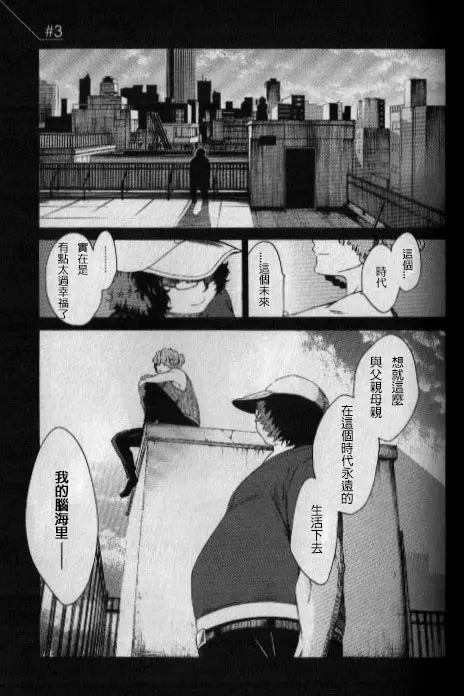 #3
這個…
時代
……這個未來
………
實在是
有點太過幸福了
想就這麼
與父親母親
在這個時代永遠的
生活下去
我的腦海里──